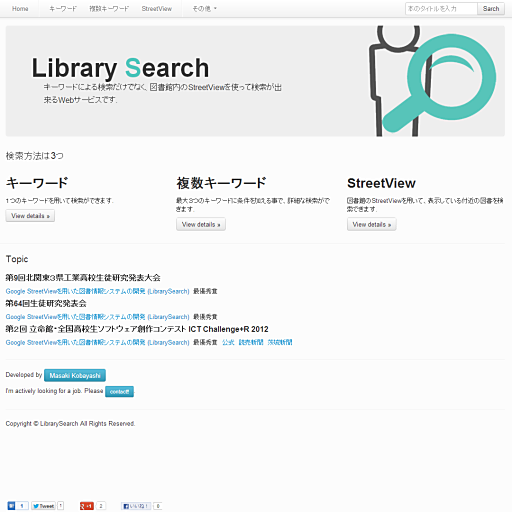 Home キーワード 複数キーワード StreetView その他 本のタイトルを入力 Sarch
Library Search
キーワードによる検索だけでなく、図書館内のStreetViewを使って検索が出
来るWebサービスです.
検索方法は3つ
キーワード
1つのキーワードを用いて検索ができます.
View details »
複数キーワード
最大3つのキーワードに条件を加える事で、詳細な検索がで
きます.
View details »
StreetView
図書館のStreetViewを用いて、表示している付近の図書を検
索できます.
View details »
Topic
第9回北関東3県工業高校生徒研究発表大会
Google StreetViewを用いた図書情報システムの開発 (LibrarySearch) 最優秀賞
第64回生徒研究発表会
Google StreetViewを用いた図書情報システムの開発 (LibrarySearch) 最優秀賞
第2回 立命館・全国高校生ソフトウェア創作コンテスト ICT Challenge+R 2012
Google StreetViewを用いた図書情報システムの開発 (LibrarySearch) 最優秀賞 公式 読売新聞 茨城新聞
Developed by Masaki Kobayashi
I'm actively looking for a job. Please contact!
Copyright © LibrarySearch All Rights Reserved.
Tweet 1 +1 2 いいね！ 0